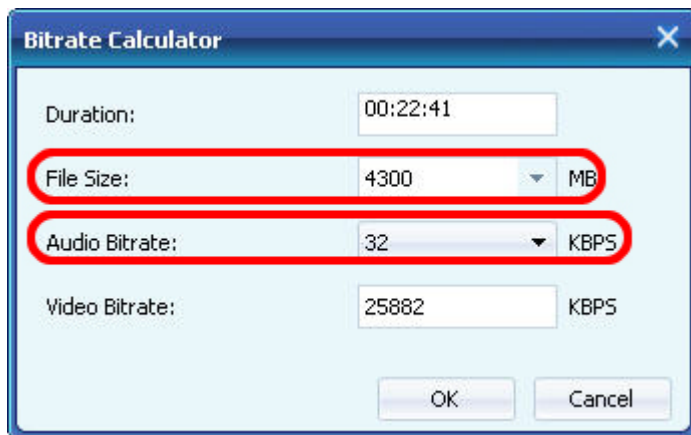 Bitrate Calculator
Duration: 00:22:41
File Size: 4300 MB
Audio Bitrate: 32 KBPS
Video Bitrate: 25882 KBPS
OK Cancel